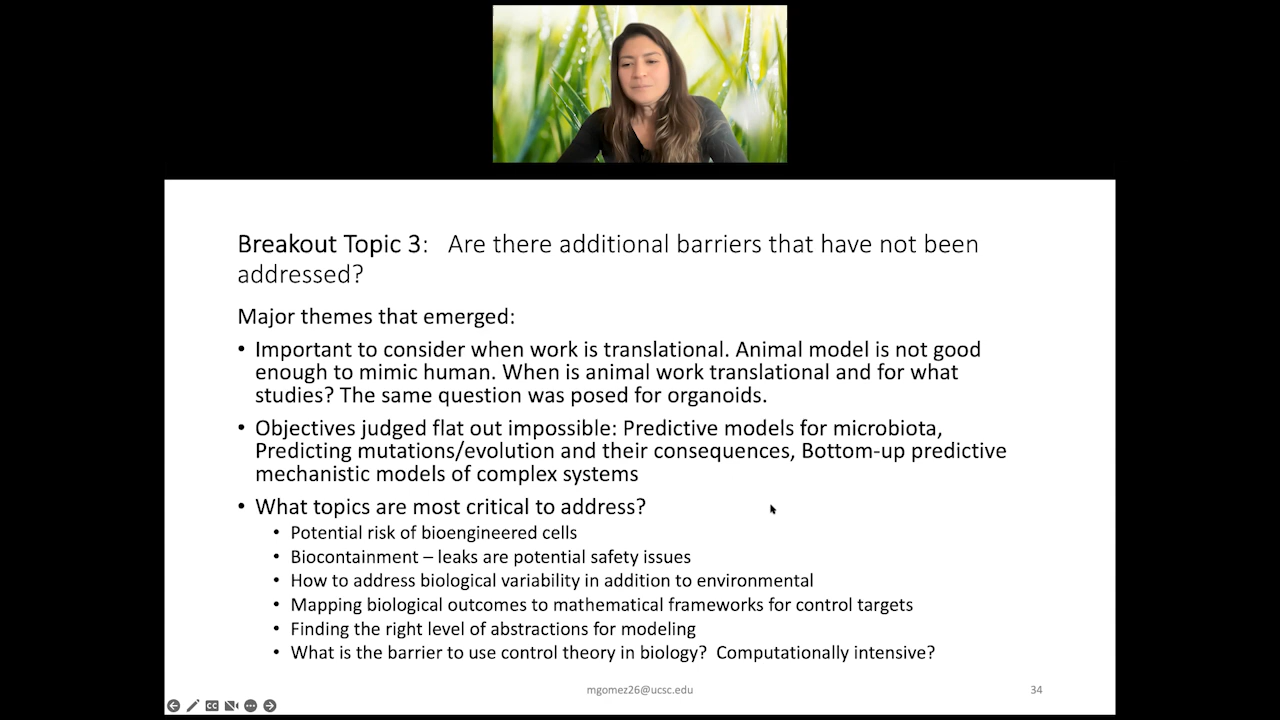 Breakout Topic 3: Are there additional barriers that have not been
addressed?
Major themes that emerged:
• Important to consider when work is translational. Animal model is not good
enough to mimic human. When is animal work translational and for what
studies? The same question was posed for organoids.
• Objectives judged flat out impossible: Predictive models for microbiota,
Predicting mutations/evolution and their consequences, Bottom-up predictive
mechanistic models of complex systems
• What topics are most critical to address?
• Potential risk of bioengineered cells
• Biocontainment – leaks are potential safety issues
• How to address biological variability in addition to environmental
• Mapping biological outcomes to mathematical frameworks for control targets
• Finding the right level of abstractions for modeling
• What is the barrier to use control theory in biology? Computationally intensive?
mgomez26@ucsc.edu
34
CC